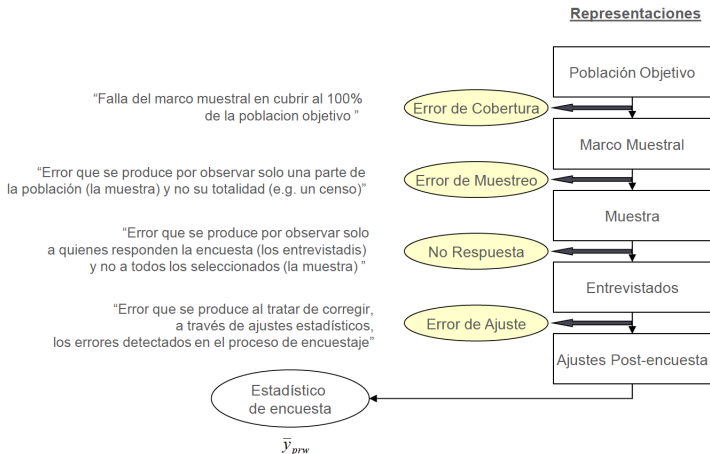 Representaciones
Población Objetivo
“Falla del marco muestral en cubrir al 100%
de la poblacion objetivo ”
Error de Cobertura
Marco Muestral
“Error que se produce por observar solo una parte de
la población (la muestra) y no su totalidad (e.g. un censo)”
Error de Muestreo
Muestra
“Error que se produce por observar solo
a quienes responden la encuesta (los entrevistadis)
y no a todos los seleccionados (la muestra) ”
No Respuesta
Entrevistados
“Error que se produce al tratar de corregir,
a través de ajustes estadísticos,
los errores detectados en el proceso de encuestaje”
Error de Ajuste
Ajustes Post-encuesta
Estadístico
de encuesta
ȳ_prw